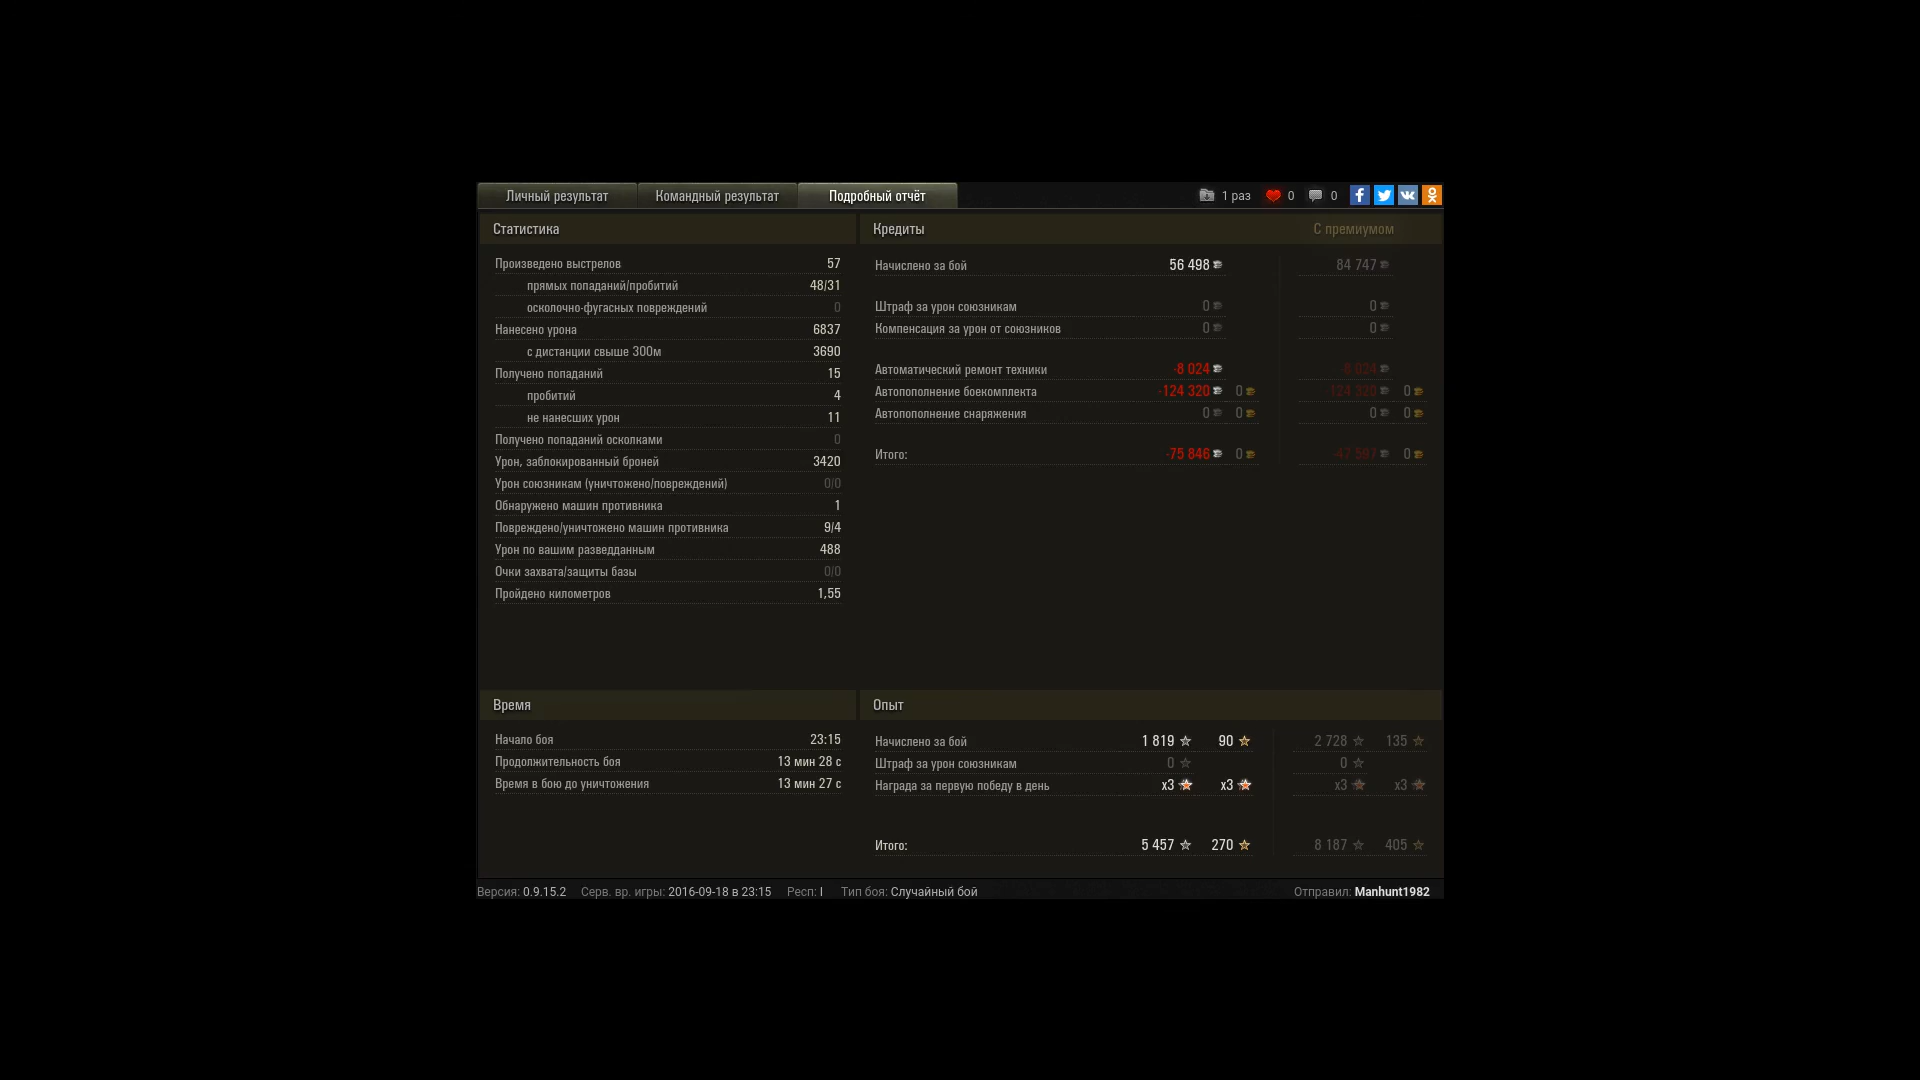 Личный результат Командный результат Подробный отчёт 1 раз 0 0
Статистика Кредиты С премиумом
Произведено выстрелов 57
прямых попаданий/пробитий 48/31
осколочно-фугасных повреждений 0
Нанесено урона 6837
с дистанции свыше 300м 3690
Получено попаданий 15
пробитий 4
не нанесших урон 11
Получено попаданий осколками 0
Урон, заблокированный броней 3420
Урон союзникам (уничтожено/повреждений) 0/0
Обнаружено машин противника 1
Повреждено/уничтожено машин противника 9/4
Урон по вашим разведданным 488
Очки захвата/защиты базы 0/0
Пройдено километров 1,55
Начислено за бой 56 498 84 747
Штраф за урон союзникам 0 0
Компенсация за урон от союзников 0 0
Автоматический ремонт техники -8 024 -8 024
Автопополнение боекомплекта -124 320 0 -124 320 0
Автопополнение снаряжения 0 0 0 0
Итого: -75 846 0 -47 597 0
Время
Начало боя 23:15
Продолжительность боя 13 мин 28 с
Время в бою до уничтожения 13 мин 27 с
Опыт
Начислено за бой 1 819 90 2 728 135
Штраф за урон союзникам 0 0
Награда за первую победу в день x3 x3 x3 x3
Итого: 5 457 270 8 187 405
Версия: 0.9.15.2 Серв. вр. игры: 2016-09-18 в 23:15 Респ: I Тип боя: Случайный бой Отправил: Manhunt1982